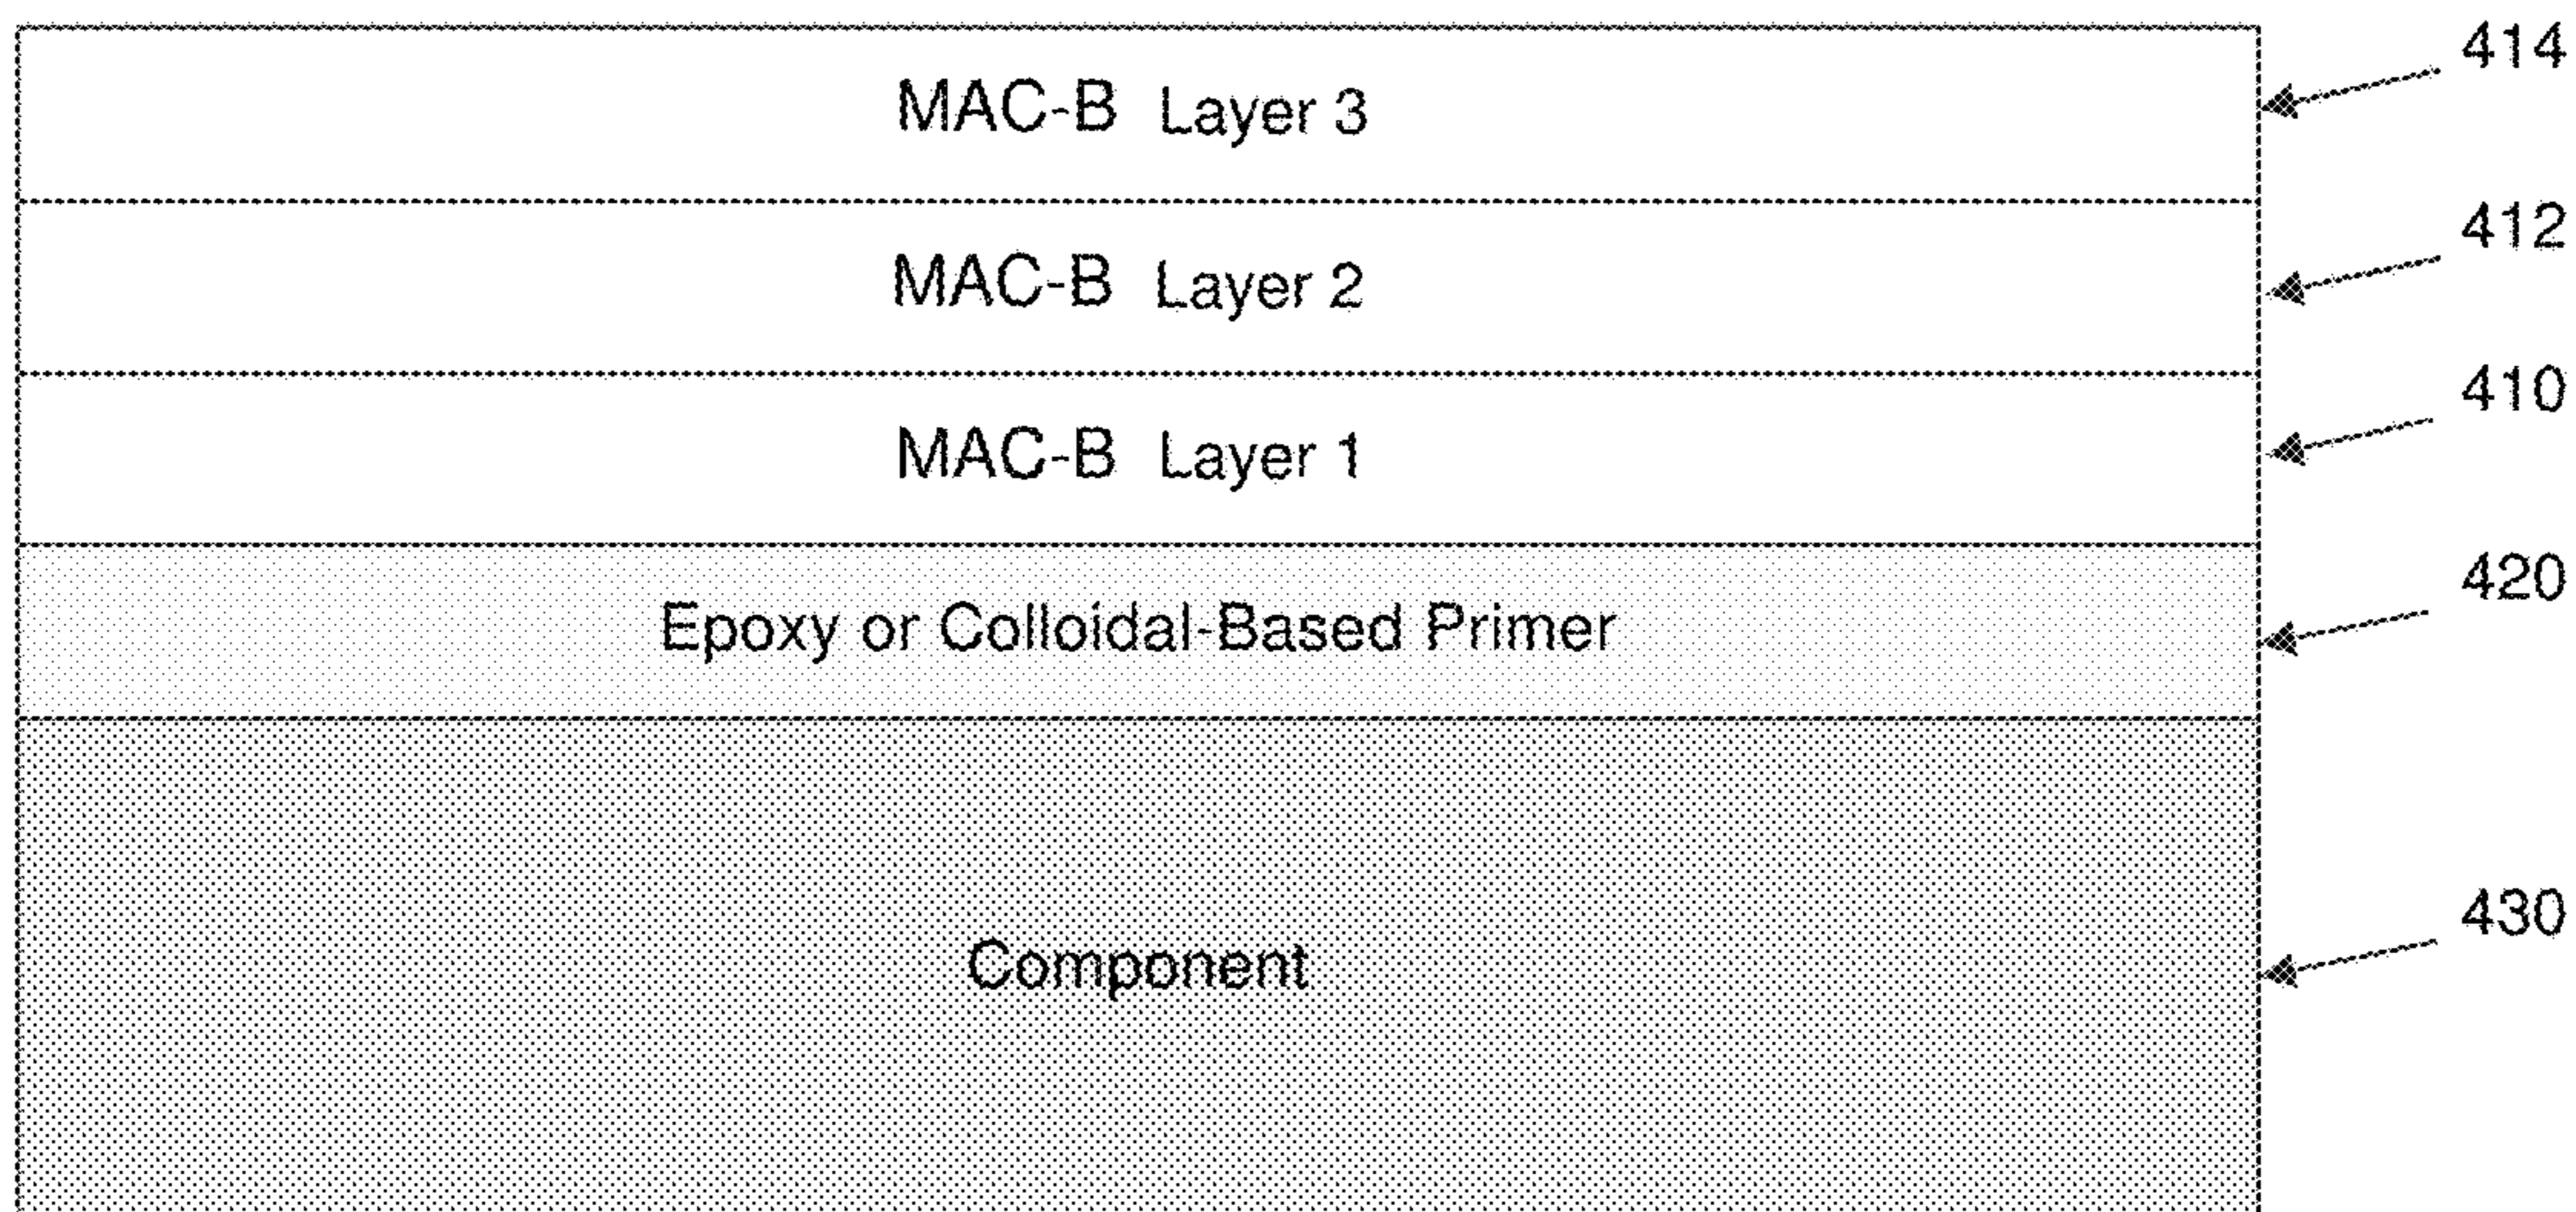 414
MAC-B Layer 3
412
MAC-B Layer 2
410
MAC-B Layer 1
420
Epoxy or Colloidal-Based Primer
430
Component